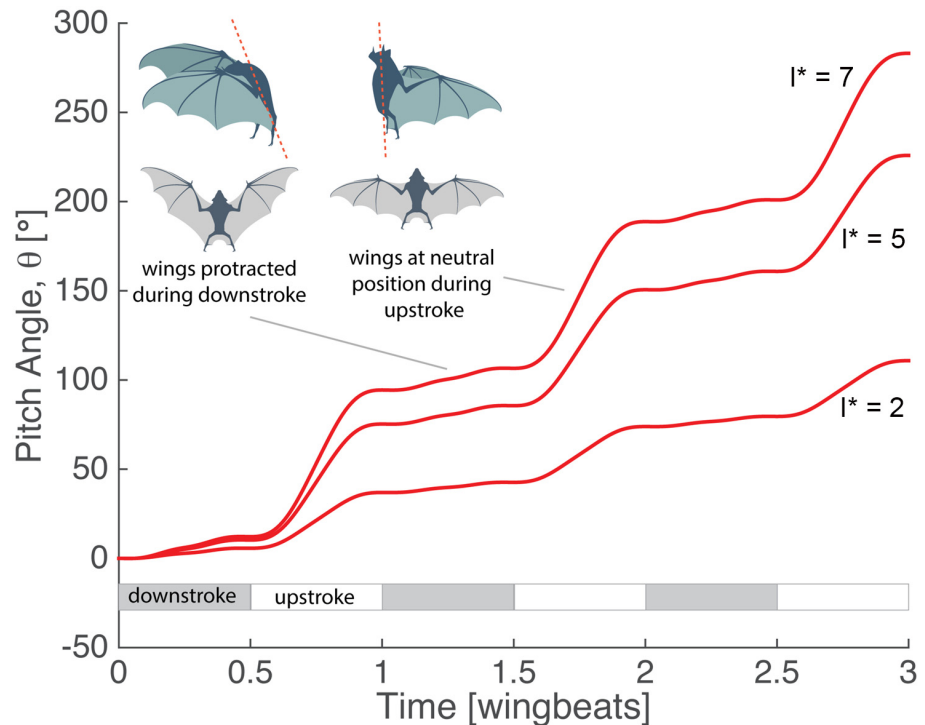 300
250
200
150
100
50
0
-50
Pitch Angle, θ [°]
wings protracted
during downstroke
wings at neutral
position during
upstroke
I* = 7
I* = 5
I* = 2
downstroke
upstroke
0
0.5
1
1.5
2
2.5
3
Time [wingbeats]